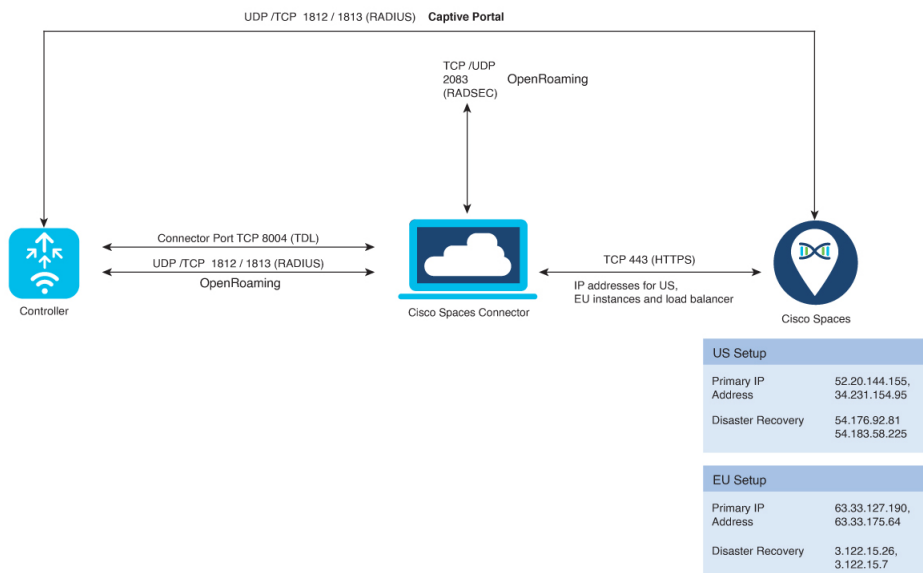 UDP /TCP 1812 / 1813 (RADIUS) Captive Portal
TCP /UDP
2083
(RADSEC)
OpenRoaming
Connector Port TCP 8004 (TDL)
UDP /TCP 1812 / 1813 (RADIUS)
OpenRoaming
TCP 443 (HTTPS)
IP addresses for US,
EU instances and load balancer
Controller
Cisco Spaces Connector
Cisco Spaces
US Setup
Primary IP
Address
52.20.144.155,
34.231.154.95
Disaster Recovery
54.176.92.81
54.183.58.225
EU Setup
Primary IP
Address
63.33.127.190,
63.33.175.64
Disaster Recovery
3.122.15.26,
3.122.15.7